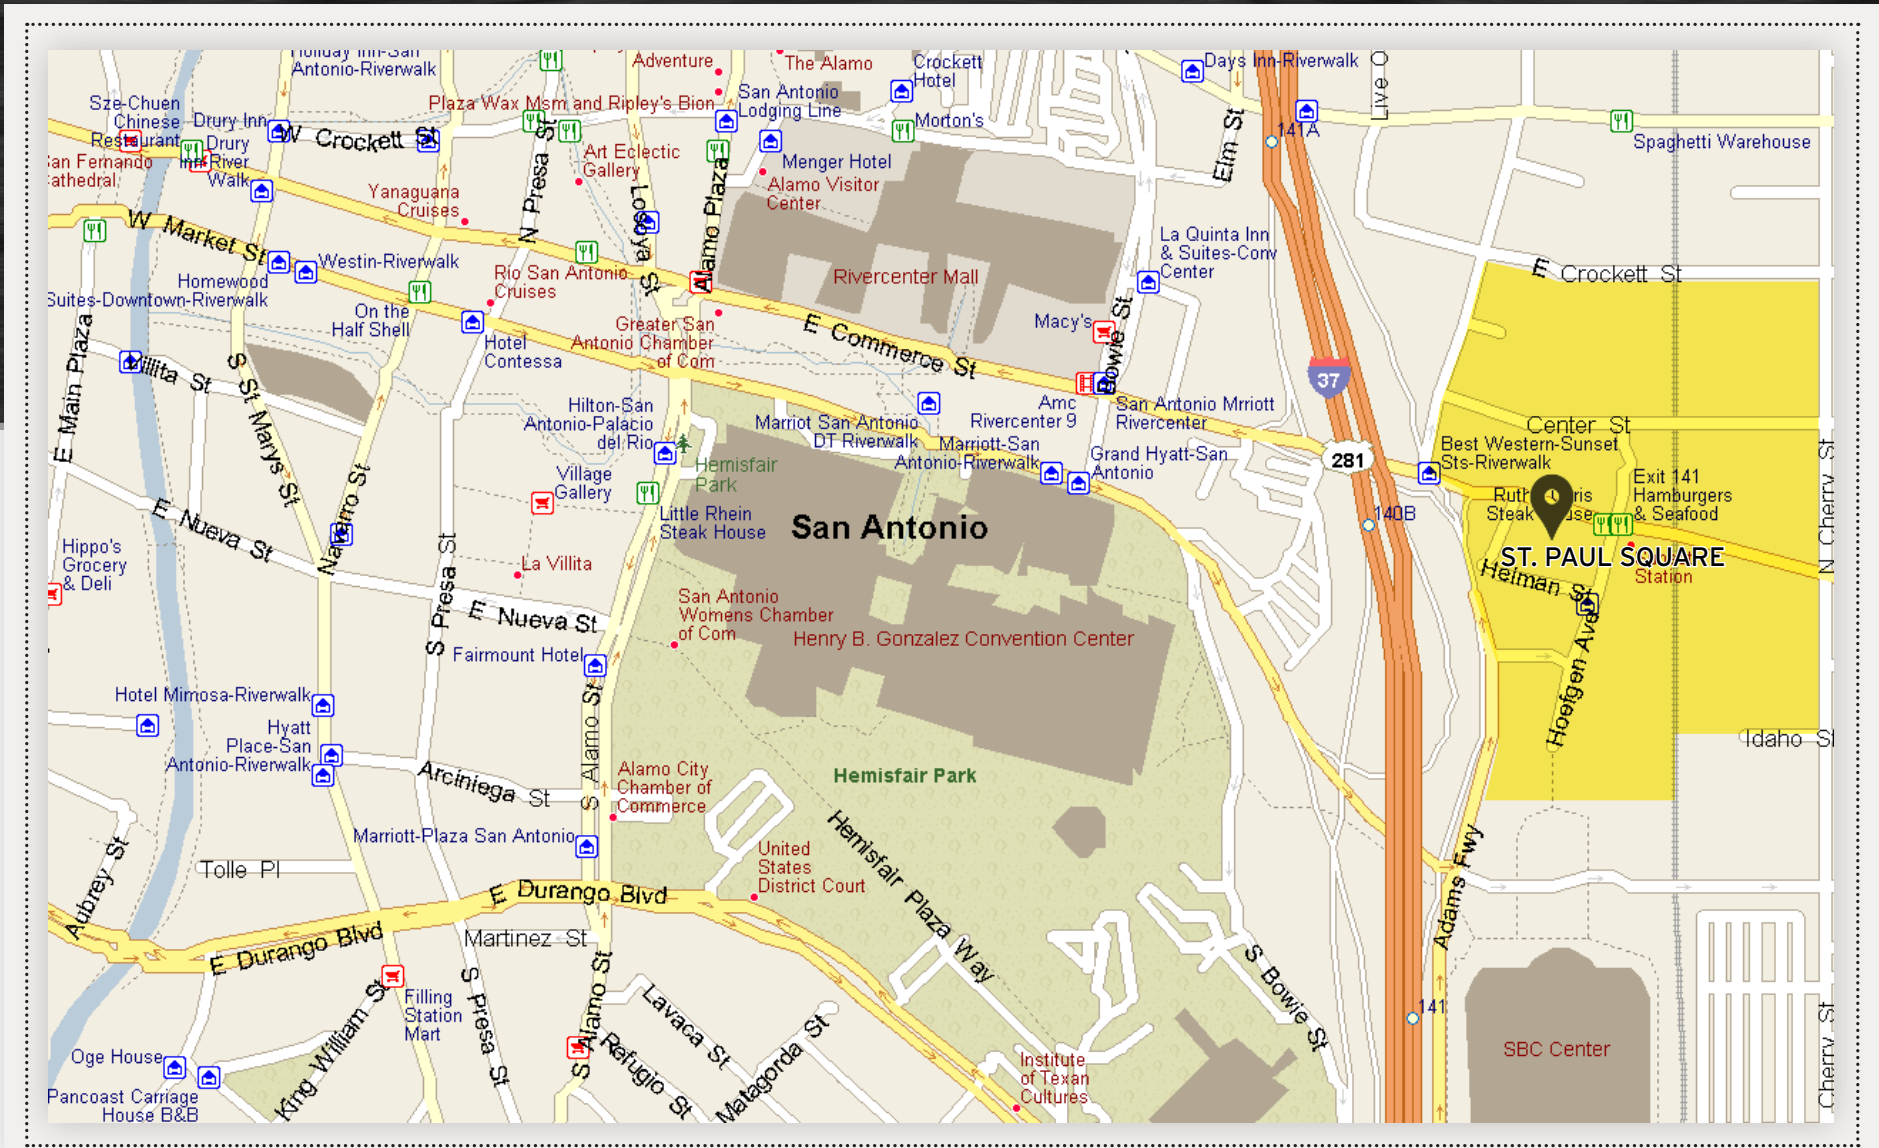 Holiday Inn-San
Antonio-Riverwalk
Adventure
The Alamo
Crockett
Hotel
Days Inn-Riverwalk
Live O
Sze-Chuen
Chinese
Restaurant
Drury Inn
W Crockett St
Plaza Wax Msm and Ripley's Bion
San Antonio
Lodging Line
Morton's
141A
Elm St
Spaghetti Warehouse
an Fernando
athedral
Drury
Inn-River
Walk
N Presa St
Art Eclectic
Gallery
Menger Hotel
Alamo Visitor
Center
Yanaguana
Cruises
Losoya St
Alamo Plaza
W Market St
Westin-Riverwalk
Homewood
Suites-Downtown-Riverwalk
Rio San Antonio
Cruises
Rivercenter Mall
La Quinta Inn
& Suites-Conv
Center
E Crockett St
On the
Half Shell
Hotel
Contessa
Greater San
Antonio Chamber
of Com
E Commerce St
Macy's
Bowie St
37
E Main Plaza
Villita St
S St Marys St
Navarro St
Hilton-San
Antonio-Palacio
del Rio
Marriot San Antonio
DT Riverwalk
Amc
Rivercenter 9
San Antonio Mrriott
Rivercenter
Marriott-San
Antonio-Riverwalk
Grand Hyatt-San
Antonio
281
Center St
Best Western-Sunset
Sts-Riverwalk
N Cherry St
Hemisfair
Park
Village
Gallery
Little Rhein
Steak House
San Antonio
140B
Exit 141
Hamburgers
& Seafood
Steak
ST. PAUL SQUARE
Station
E Nueva St
Hippo's
Grocery
& Deli
La Villita
S Presa St
E Nueva St
San Antonio
Womens Chamber
of Com
Henry B. Gonzalez Convention Center
Heiman St
Hoefgen Ave
Fairmount Hotel
Hotel Mimosa-Riverwalk
Hyatt
Place-San
Antonio-Riverwalk
S Alamo St
Idaho St
Arciniega St
Alamo City
Chamber of
Commerce
Hemisfair Park
Marriott-Plaza San Antonio
Hemisfair Plaza Way
Tolle Pl
Aubrey St
United
States
District Court
E Durango Blvd
E Durango Blvd
Martinez St
Adams Fwy
S Bowie St
Filling
Station
Mart
S Presa St
S Alamo St
Lavaca St
Refugio St
Matagorda St
King William St
141
SBC Center
Cherry St
Oge House
Pancoast Carriage
House B&B
Institute
of Texan
Cultures